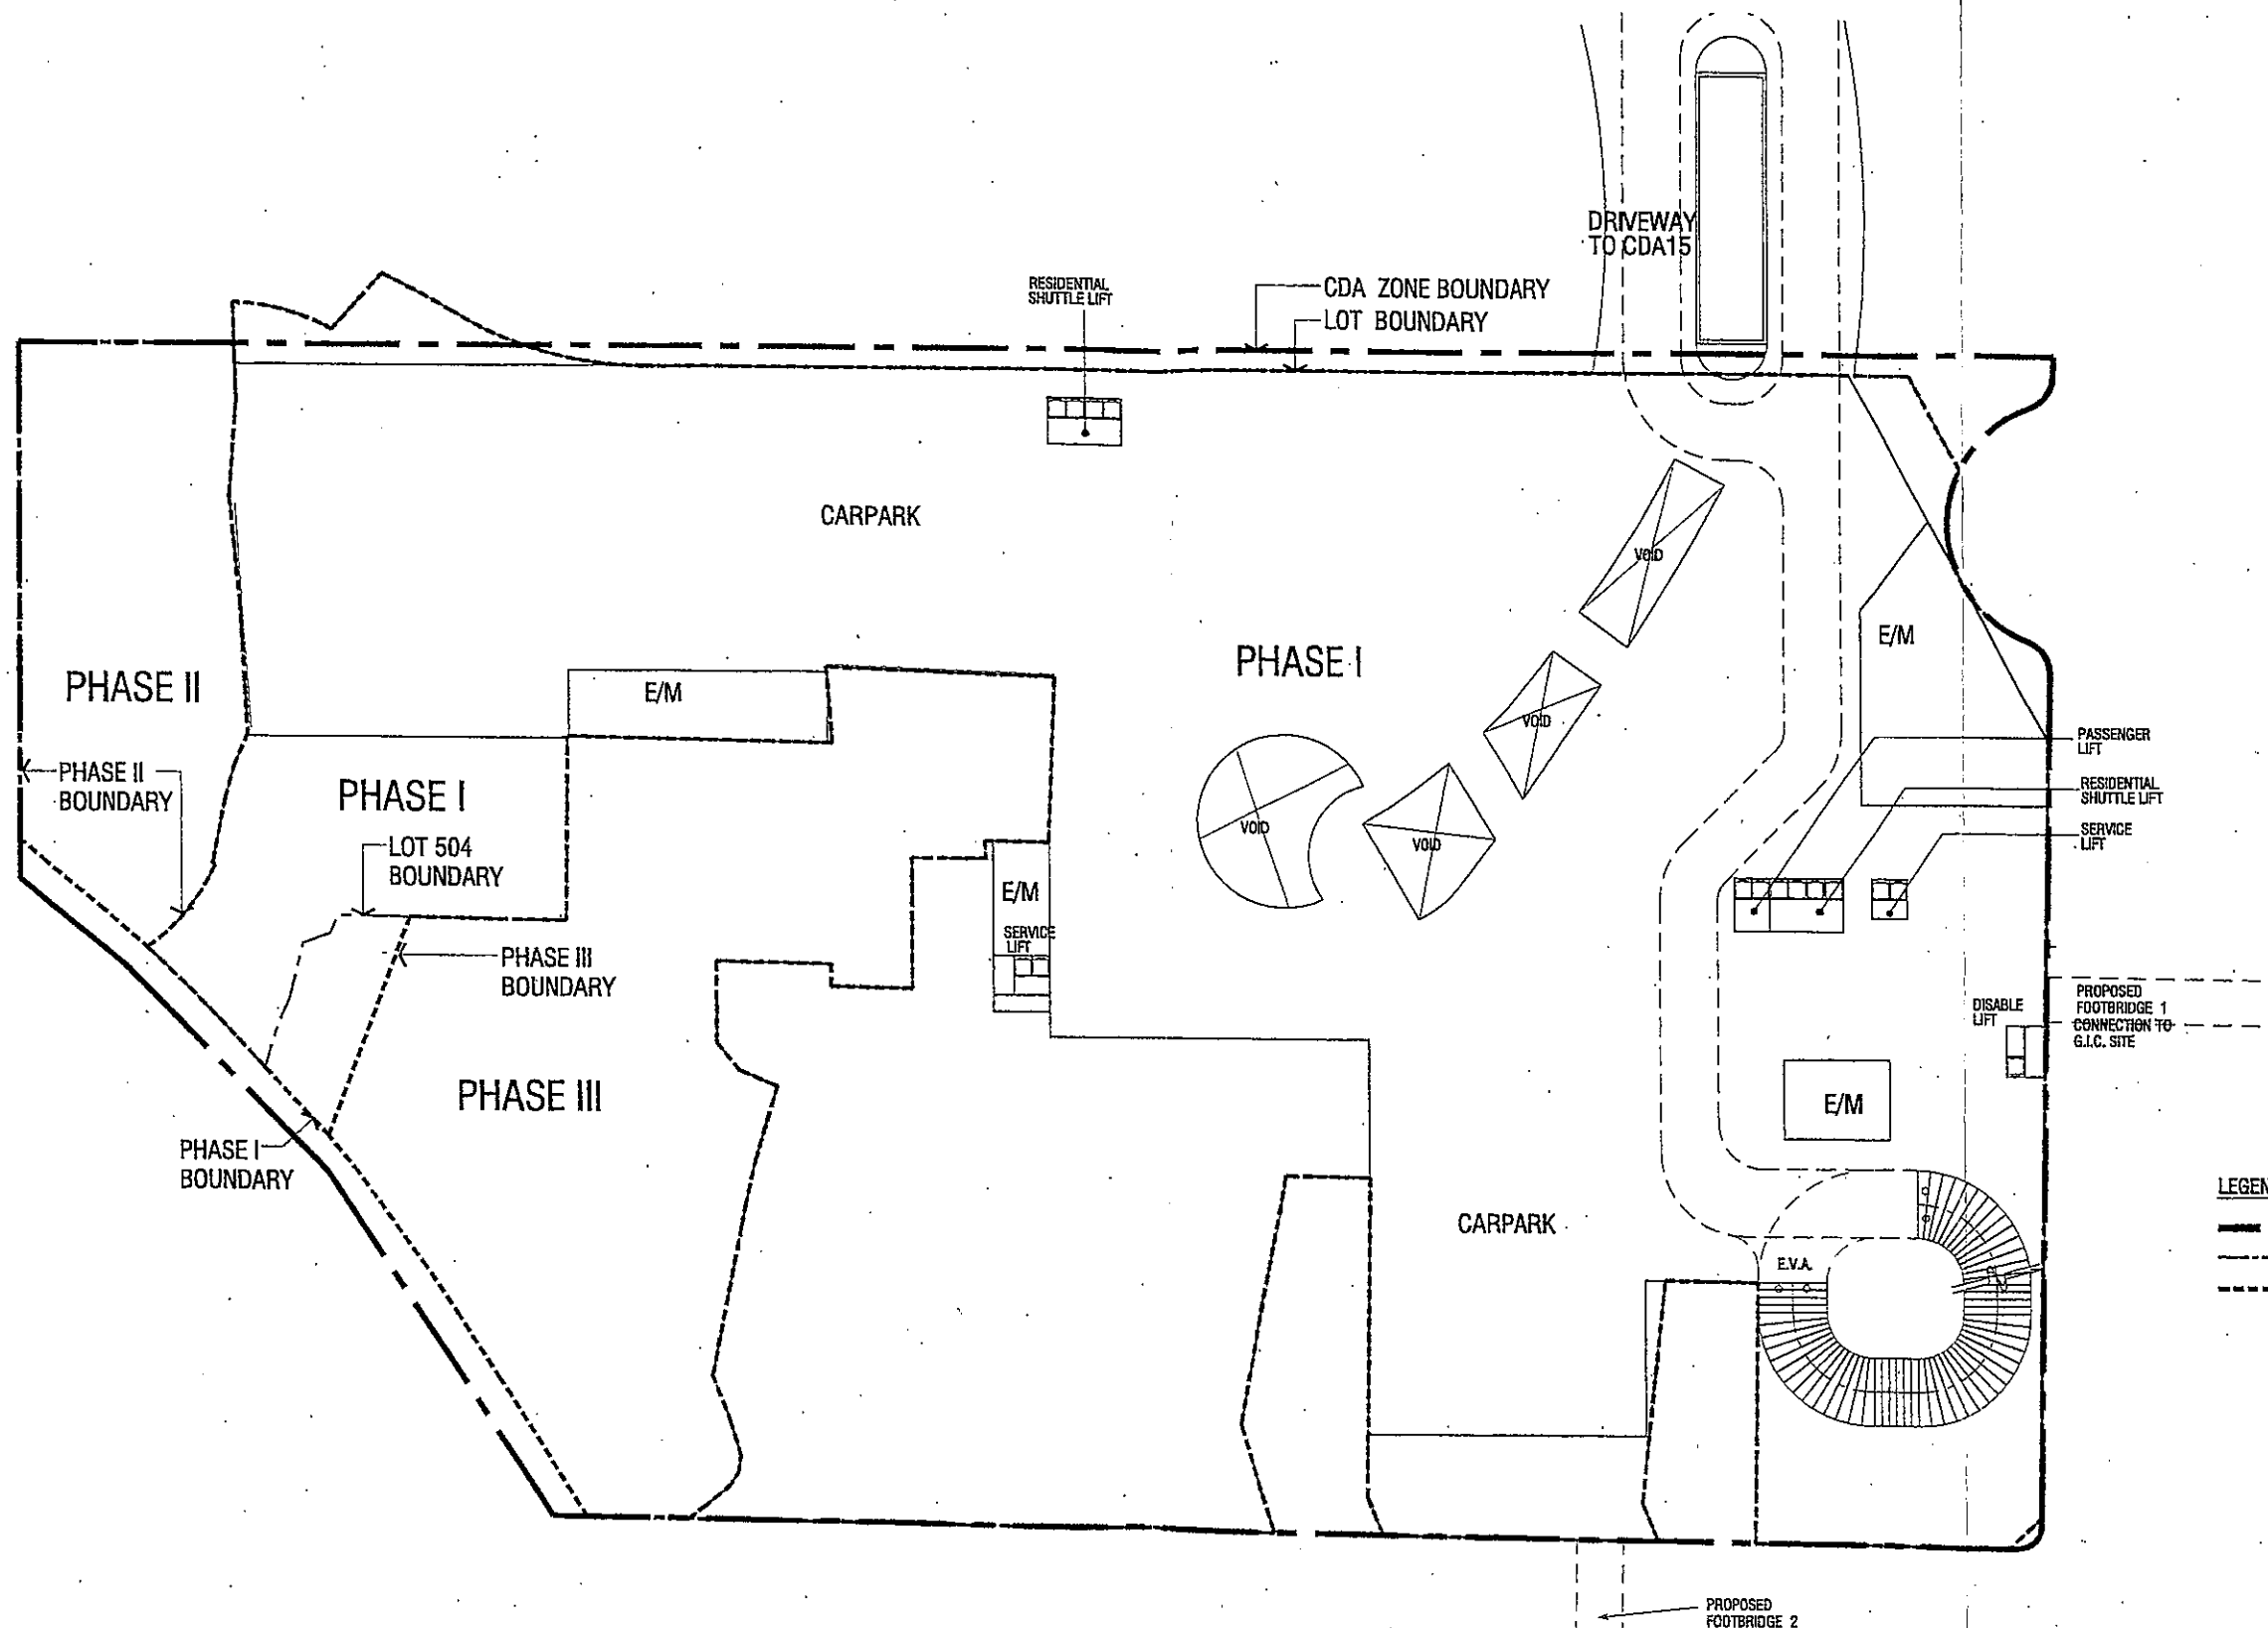 DRIVEWAY
TO CDA15
RESIDENTIAL
SHUTTLE LIFT
CDA ZONE BOUNDARY
LOT BOUNDARY
CARPARK
VOID
E/M
PHASE I
PHASE II
E/M
VOID
PASSENGER
LIFT
PHASE II
BOUNDARY
PHASE I
RESIDENTIAL
SHUTTLE LIFT
VOID
VOID
SERVICE
LIFT
LOT 504
BOUNDARY
E/M
SERVICE
LIFT
PHASE III
BOUNDARY
PROPOSED
FOOTBRIDGE 1
CONNECTION TO
G.I.C. SITE
DISABLE
LIFT
PHASE III
E/M
PHASE I
BOUNDARY
CARPARK
E.V.A.
PROPOSED
FOOTBRIDGE 2